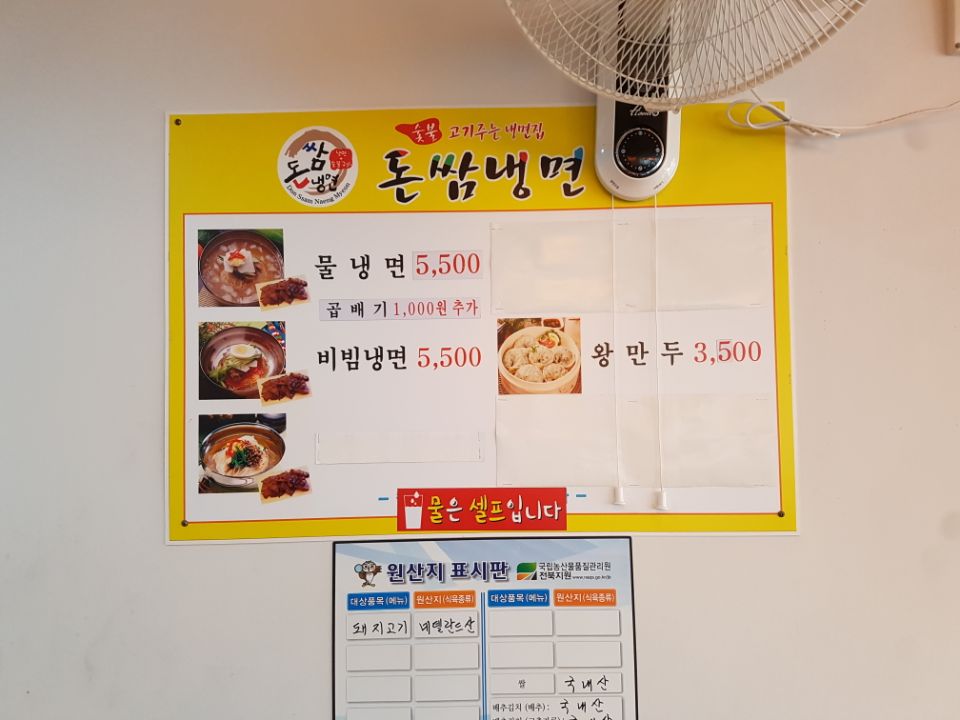 숯불 고기주는 냉면집
돈쌈냉면
돈쌈냉면
Don Ssam Naeng Myeon
물냉면 5,500
곱배기 1,000원 추가
비빔냉면 5,500
왕만두 3,500
물은 셀프입니다
원산지 표시판
국립농산물품질관리원
전북지원 www.naqs.go.kr/jb
대상품목(메뉴) 원산지(식육종류) 대상품목(메뉴) 원산지(식육종류)
돼지고기 네델란드산
쌀 국내산
배추김치(배추): 국내산